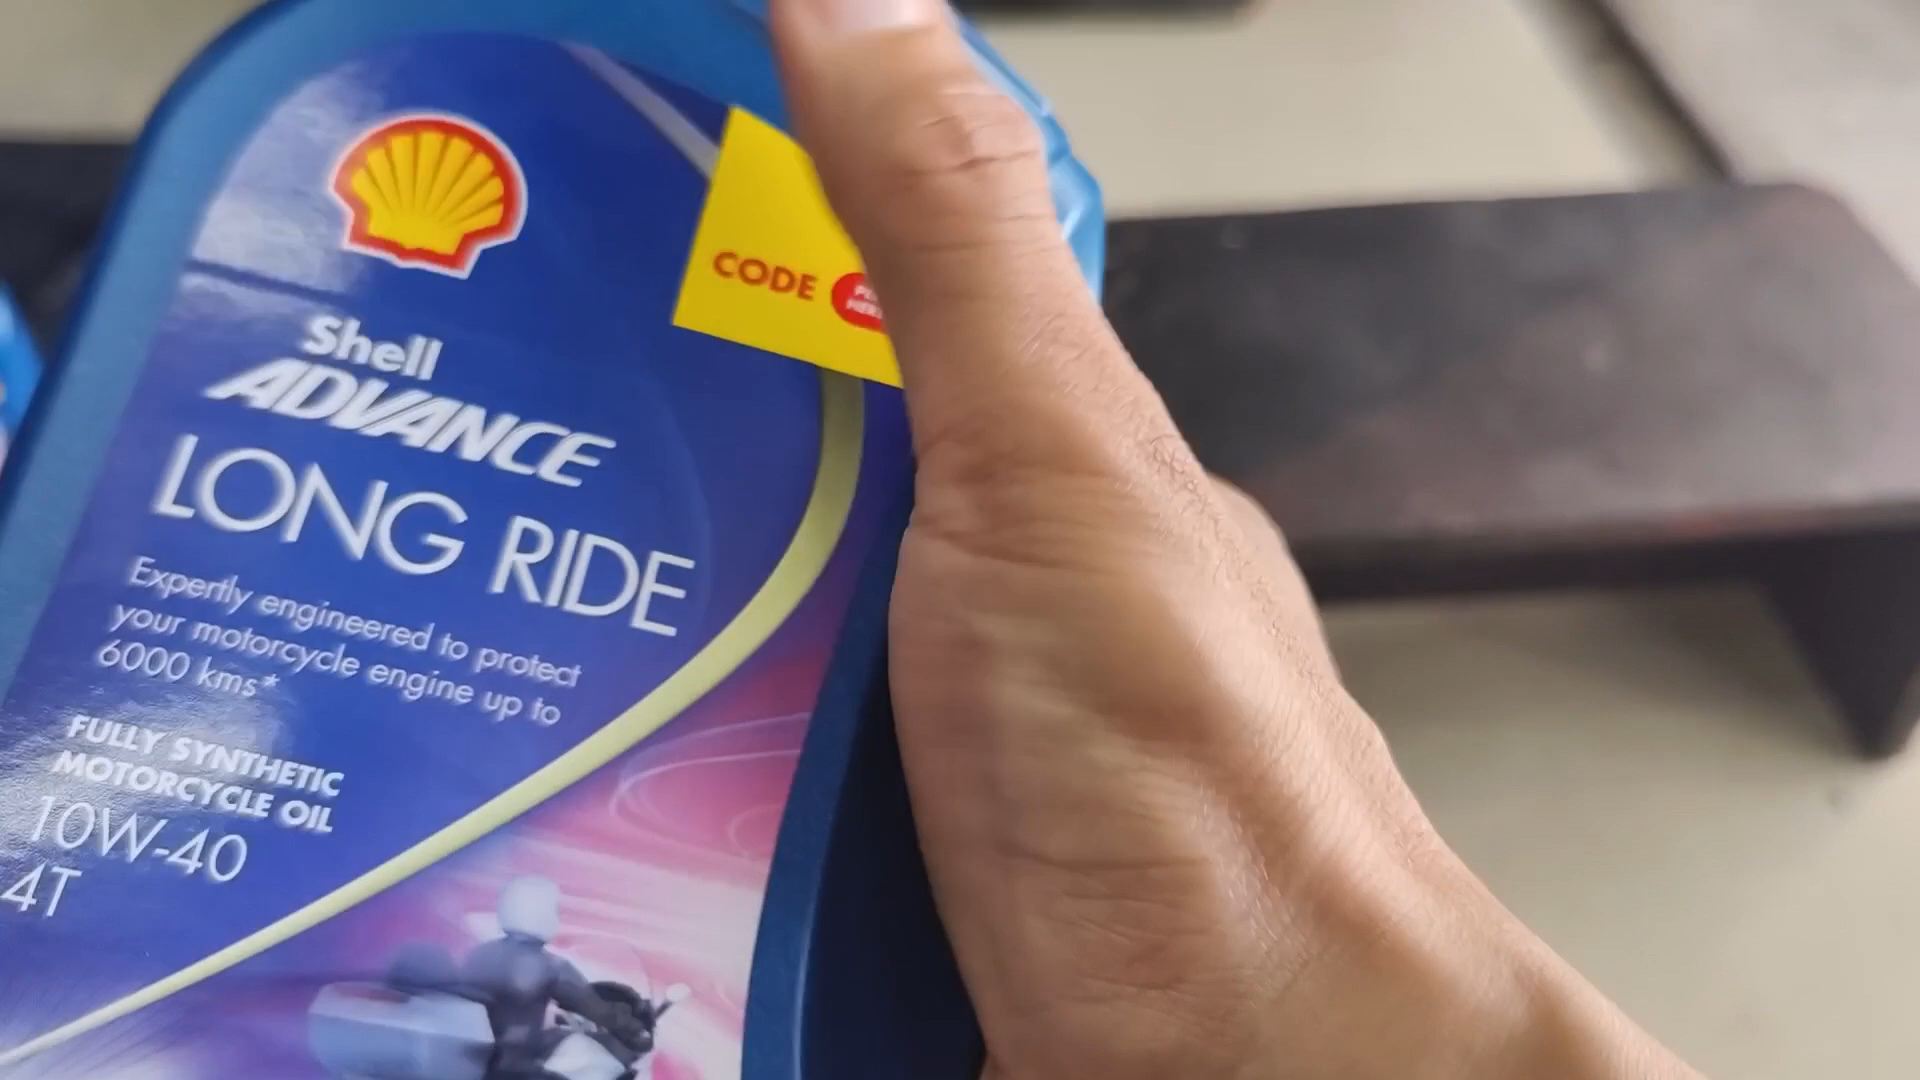 CODE
Shell
ADVANCE
LONG RIDE
Expertly engineered to protect
your motorcycle engine up to
6000 kms*
FULLY SYNTHETIC
MOTORCYCLE OIL
10W-40
4T